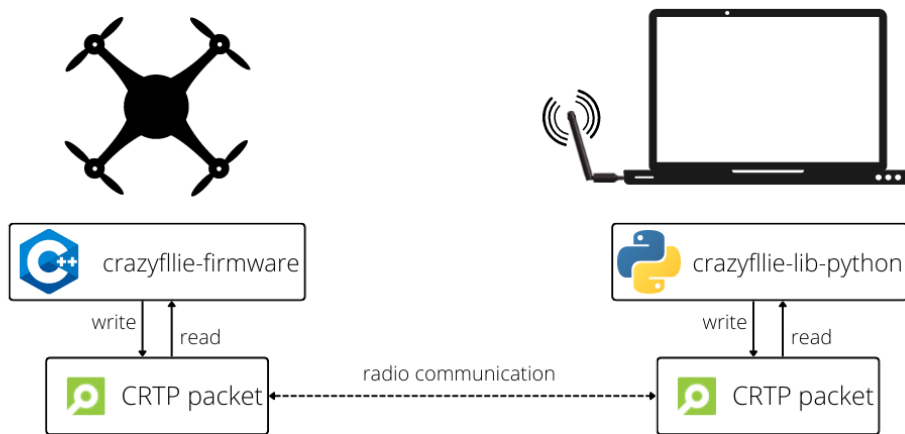 C++
crazyfllie-firmware
crazyfllie-lib-python
write
read
write
read
CRTP packet
radio communication
CRTP packet